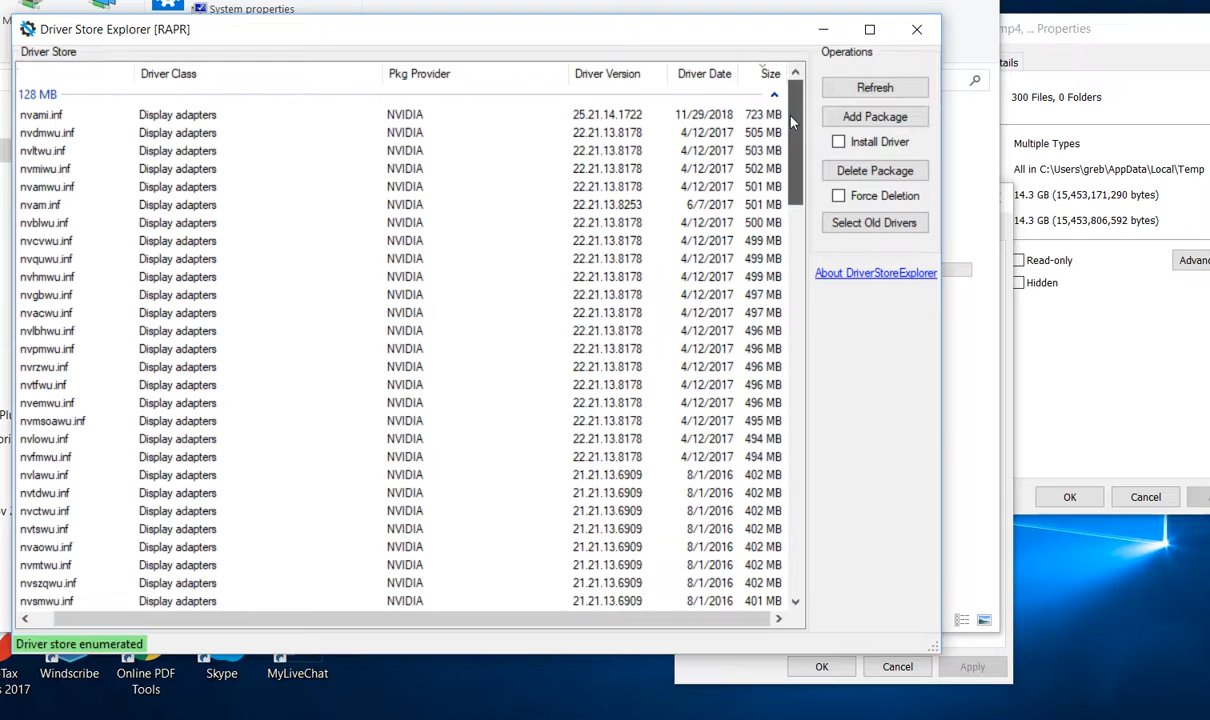 System properties
Driver Store Explorer [RAPR]
mp4, ... Properties
Driver Store
Operations
Driver Class Pkg Provider Driver Version Driver Date Size
128 MB
nvami.inf Display adapters NVIDIA 25.21.14.1722 11/29/2018 723 MB
nvdmwu.inf Display adapters NVIDIA 22.21.13.8178 4/12/2017 505 MB
nvltwu.inf Display adapters NVIDIA 22.21.13.8178 4/12/2017 503 MB
nvmiwu.inf Display adapters NVIDIA 22.21.13.8178 4/12/2017 502 MB
nvamwu.inf Display adapters NVIDIA 22.21.13.8178 4/12/2017 501 MB
nvam.inf Display adapters NVIDIA 22.21.13.8253 6/7/2017 501 MB
nvblwu.inf Display adapters NVIDIA 22.21.13.8178 4/12/2017 500 MB
nvcvwu.inf Display adapters NVIDIA 22.21.13.8178 4/12/2017 499 MB
nvquwu.inf Display adapters NVIDIA 22.21.13.8178 4/12/2017 499 MB
nvhmwu.inf Display adapters NVIDIA 22.21.13.8178 4/12/2017 499 MB
nvgbwu.inf Display adapters NVIDIA 22.21.13.8178 4/12/2017 497 MB
nvacwu.inf Display adapters NVIDIA 22.21.13.8178 4/12/2017 497 MB
nvlbhwu.inf Display adapters NVIDIA 22.21.13.8178 4/12/2017 496 MB
nvpmwu.inf Display adapters NVIDIA 22.21.13.8178 4/12/2017 496 MB
nvrzwu.inf Display adapters NVIDIA 22.21.13.8178 4/12/2017 496 MB
nvtfwu.inf Display adapters NVIDIA 22.21.13.8178 4/12/2017 496 MB
nvemwu.inf Display adapters NVIDIA 22.21.13.8178 4/12/2017 496 MB
nvmsoawu.inf Display adapters NVIDIA 22.21.13.8178 4/12/2017 495 MB
nvlowu.inf Display adapters NVIDIA 22.21.13.8178 4/12/2017 494 MB
nvfmwu.inf Display adapters NVIDIA 22.21.13.8178 4/12/2017 494 MB
nvlawu.inf Display adapters NVIDIA 21.21.13.6909 8/1/2016 402 MB
nvtdwu.inf Display adapters NVIDIA 21.21.13.6909 8/1/2016 402 MB
nvctwu.inf Display adapters NVIDIA 21.21.13.6909 8/1/2016 402 MB
nvtswu.inf Display adapters NVIDIA 21.21.13.6909 8/1/2016 402 MB
nvaowu.inf Display adapters NVIDIA 21.21.13.6909 8/1/2016 402 MB
nvmtwu.inf Display adapters NVIDIA 21.21.13.6909 8/1/2016 402 MB
nvszqwu.inf Display adapters NVIDIA 21.21.13.6909 8/1/2016 402 MB
nvsmwu.inf Display adapters NVIDIA 21.21.13.6909 8/1/2016 401 MB
Driver store enumerated
Refresh
Add Package
Install Driver
Delete Package
Force Deletion
Select Old Drivers
About DriverStoreExplorer
tails
300 Files, 0 Folders
Multiple Types
All in C:\Users\greb\AppData\Local\Temp
14.3 GB (15,453,171,290 bytes)
14.3 GB (15,453,806,592 bytes)
Read-only
Advanc
Hidden
OK Cancel
OK Cancel Apply
-Tax
s 2017
Windscribe
Online PDF
Tools
Skype
MyLiveChat